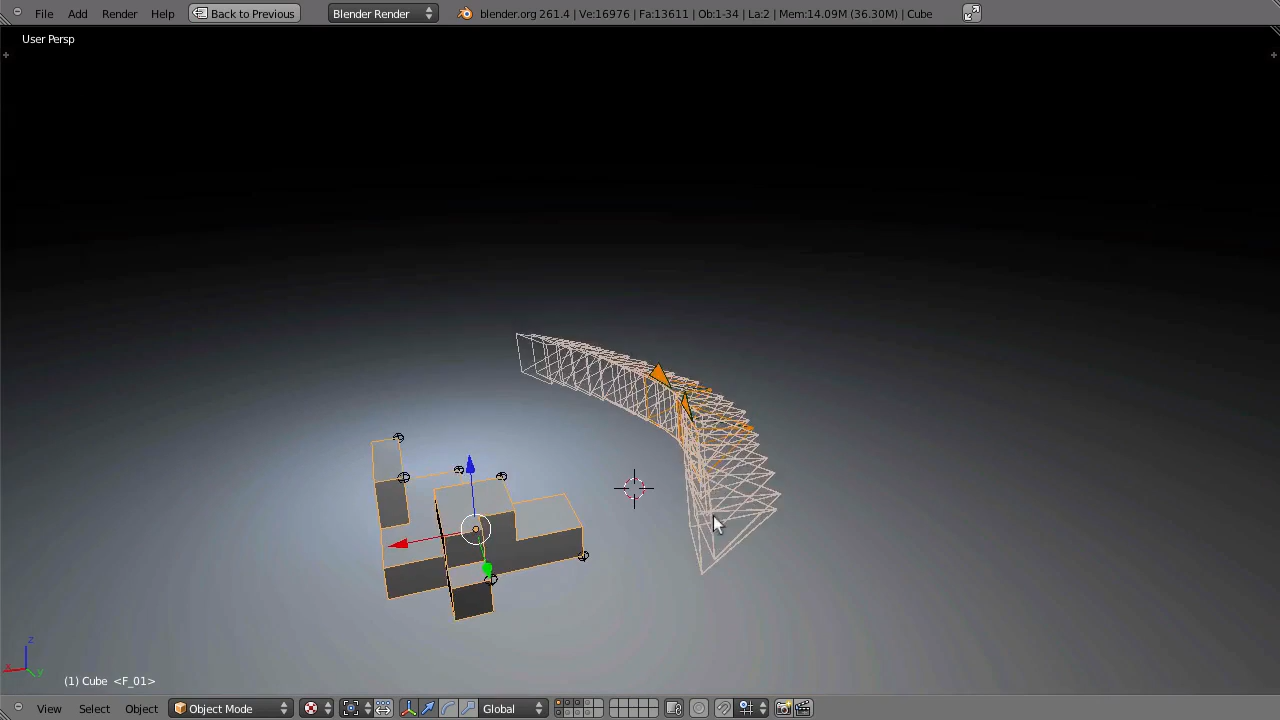 File Add Render Help Back to Previous Blender Render blender.org 261.4 | Ve:16976 | Fa:13611 | Ob:1-34 | La:2 | Mem:14.09M (36.30M) | Cube
User Persp
z
x y
(1) Cube <F_01>
View Select Object Object Mode Global